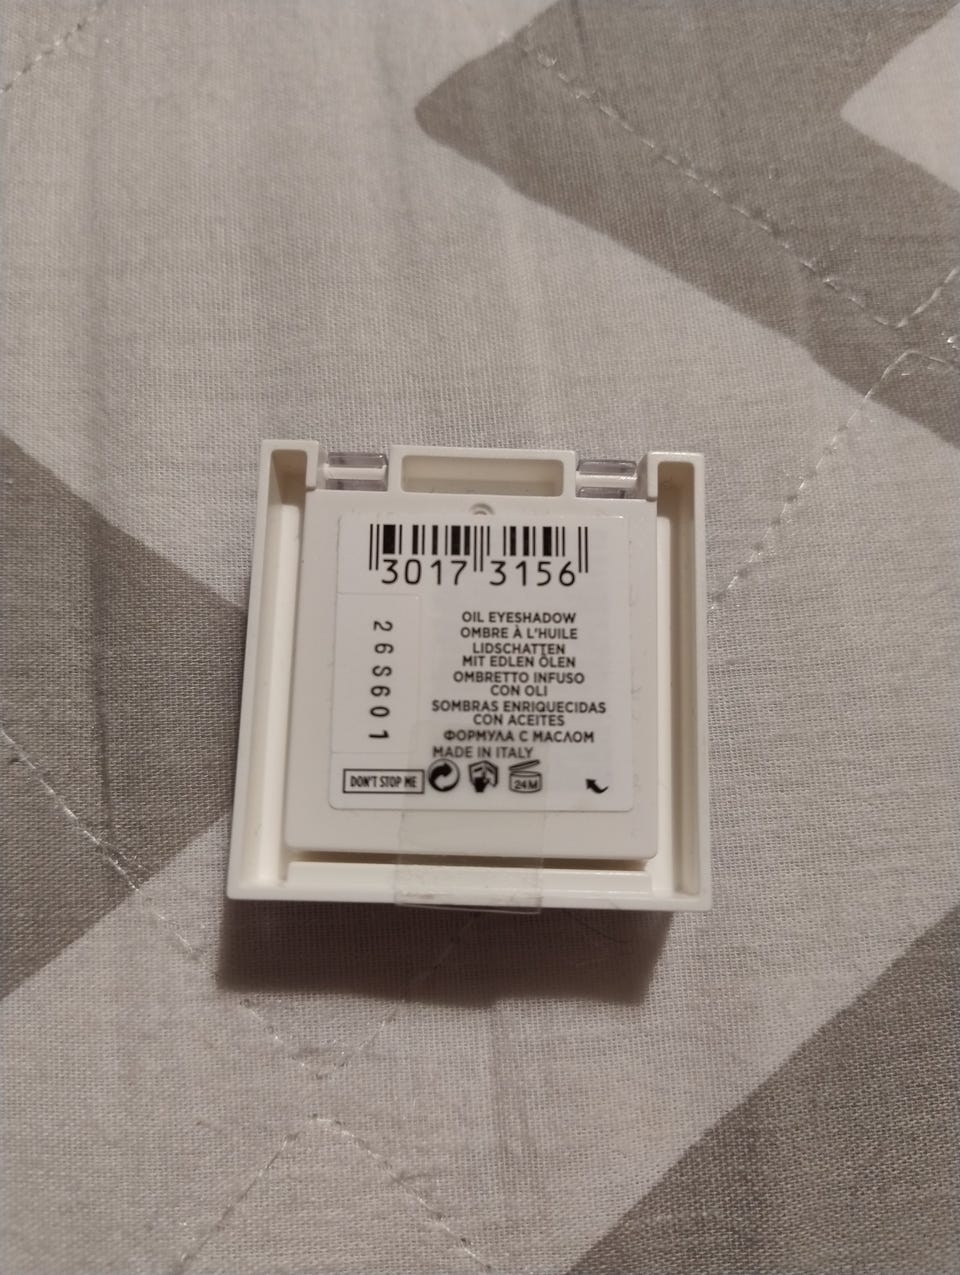 3017 3156
26S601
OIL EYESHADOW
OMBRE À L'HUILE
LIDSCHATTEN
MIT EDLEN ÖLEN
OMBRETTO INFUSO
CON OLI
SOMBRAS ENRIQUECIDAS
CON ACEITES
ФОРМУЛА С МАСЛОМ
MADE IN ITALY
DON'T STOP ME
24M